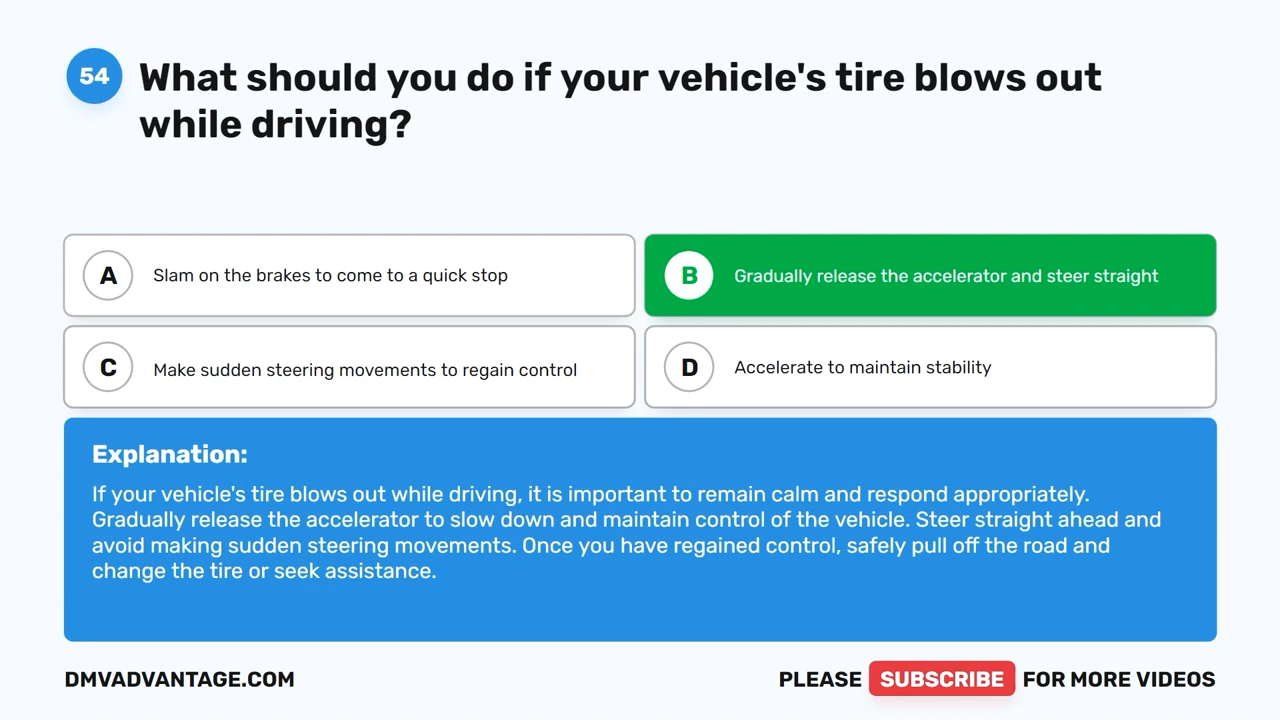 54
What should you do if your vehicle's tire blows out
while driving?
A Slam on the brakes to come to a quick stop
B Gradually release the accelerator and steer straight
C Make sudden steering movements to regain control
D Accelerate to maintain stability
Explanation:
If your vehicle's tire blows out while driving, it is important to remain calm and respond appropriately.
Gradually release the accelerator to slow down and maintain control of the vehicle. Steer straight ahead and
avoid making sudden steering movements. Once you have regained control, safely pull off the road and
change the tire or seek assistance.
DMVADVANTAGE.COM
PLEASE SUBSCRIBE FOR MORE VIDEOS